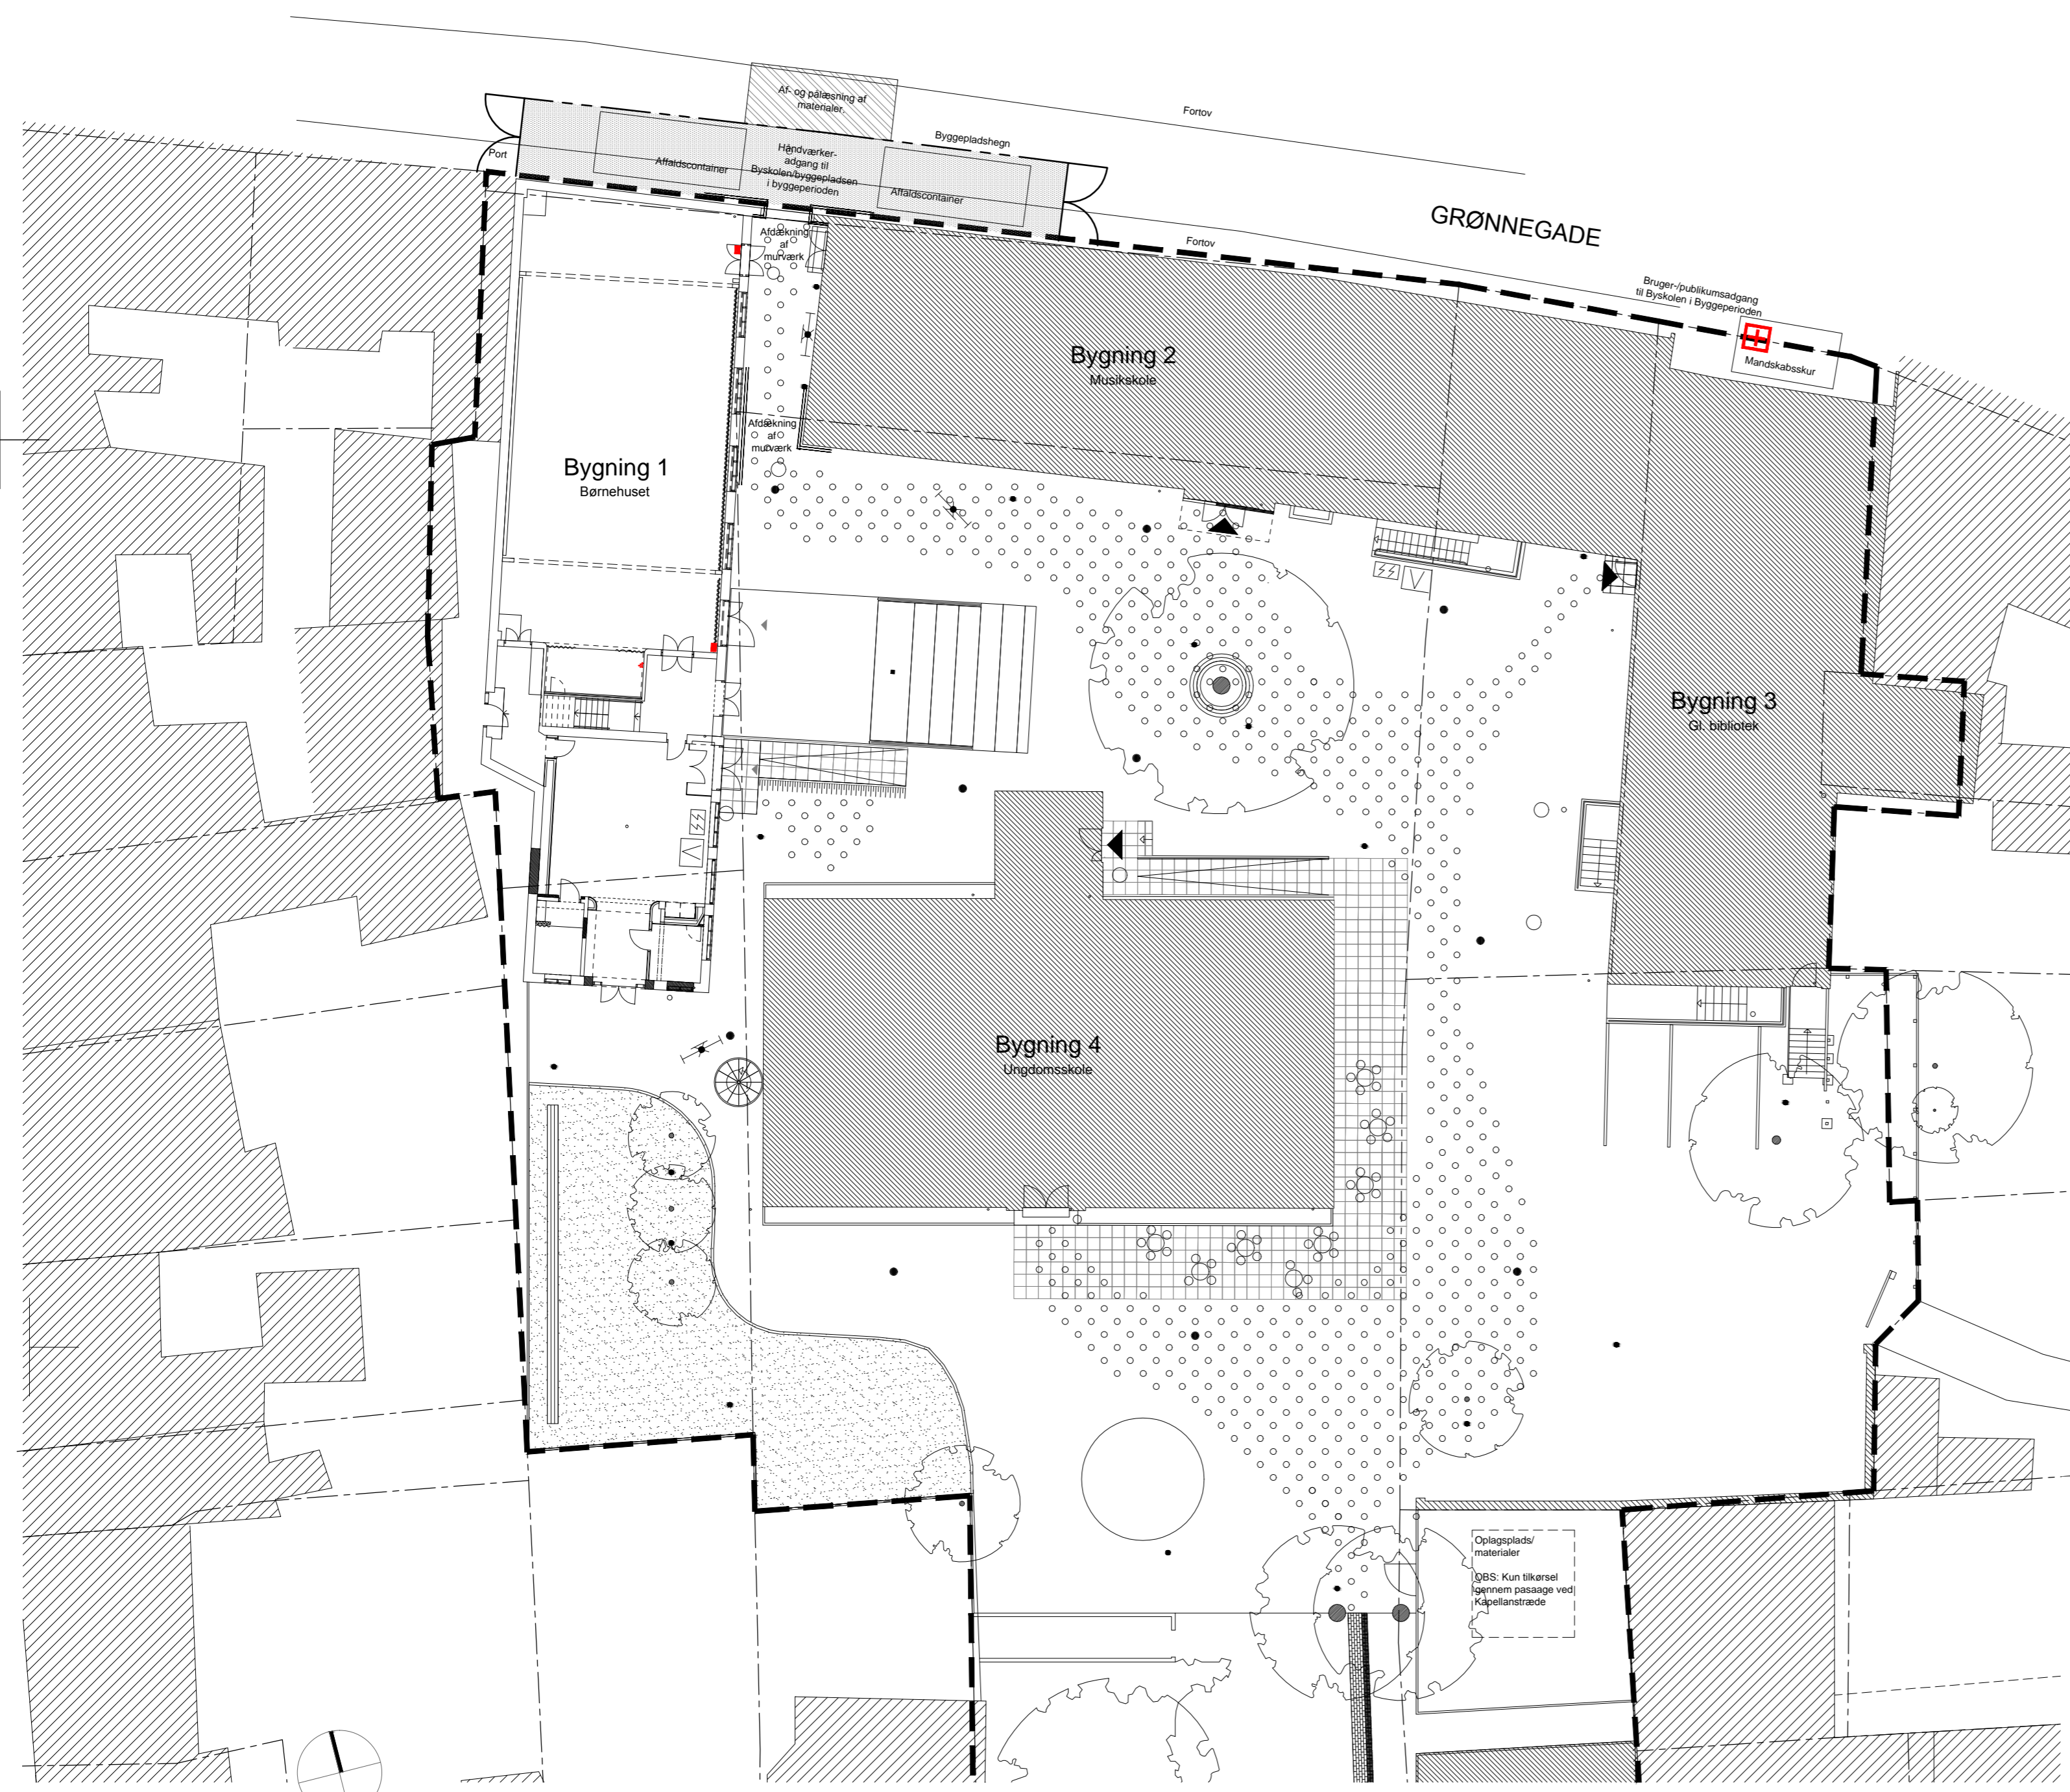 Af- og pålæsning af
materialer.
Fortov
Byggepladshegn
Port
Affaldscontainer
Håndværker-
adgang til
Byskolen/byggepladsen
i byggeperioden
Affaldscontainer
GRØNNEGADE
Fortov
Afdækning
af
murværk
Bruger-/publikumsadgang
til Byskolen i Byggeperioden
Mandskabsskur
Bygning 2
Musikskole
Afdækning
af
murværk
Bygning 1
Børnehuset
Bygning 3
Gl. bibliotek
Bygning 4
Ungdomsskole
Oplagsplads/
materialer
OBS: Kun tilkørsel
gennem pasaage ved
Kapellanstræde